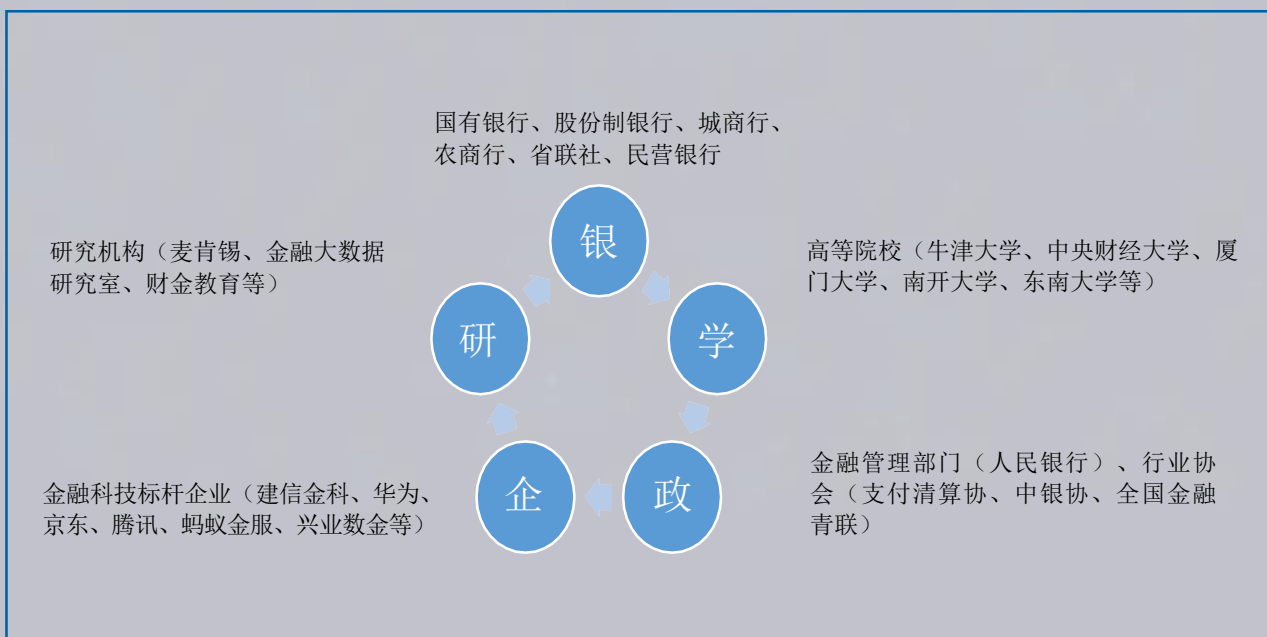 国有银行、股份制银行、城商行、
农商行、省联社、民营银行
银
研究机构（麦肯锡、金融大数据
研究室、财金教育等）
高等院校（牛津大学、中央财经大学、厦
门大学、南开大学、东南大学等）
研
学
金融科技标杆企业（建信金科、华为、
京东、腾讯、蚂蚁金服、兴业数金等）
企
政
金融管理部门（人民银行）、行业协
会（支付清算协、中银协、全国金融
青联）